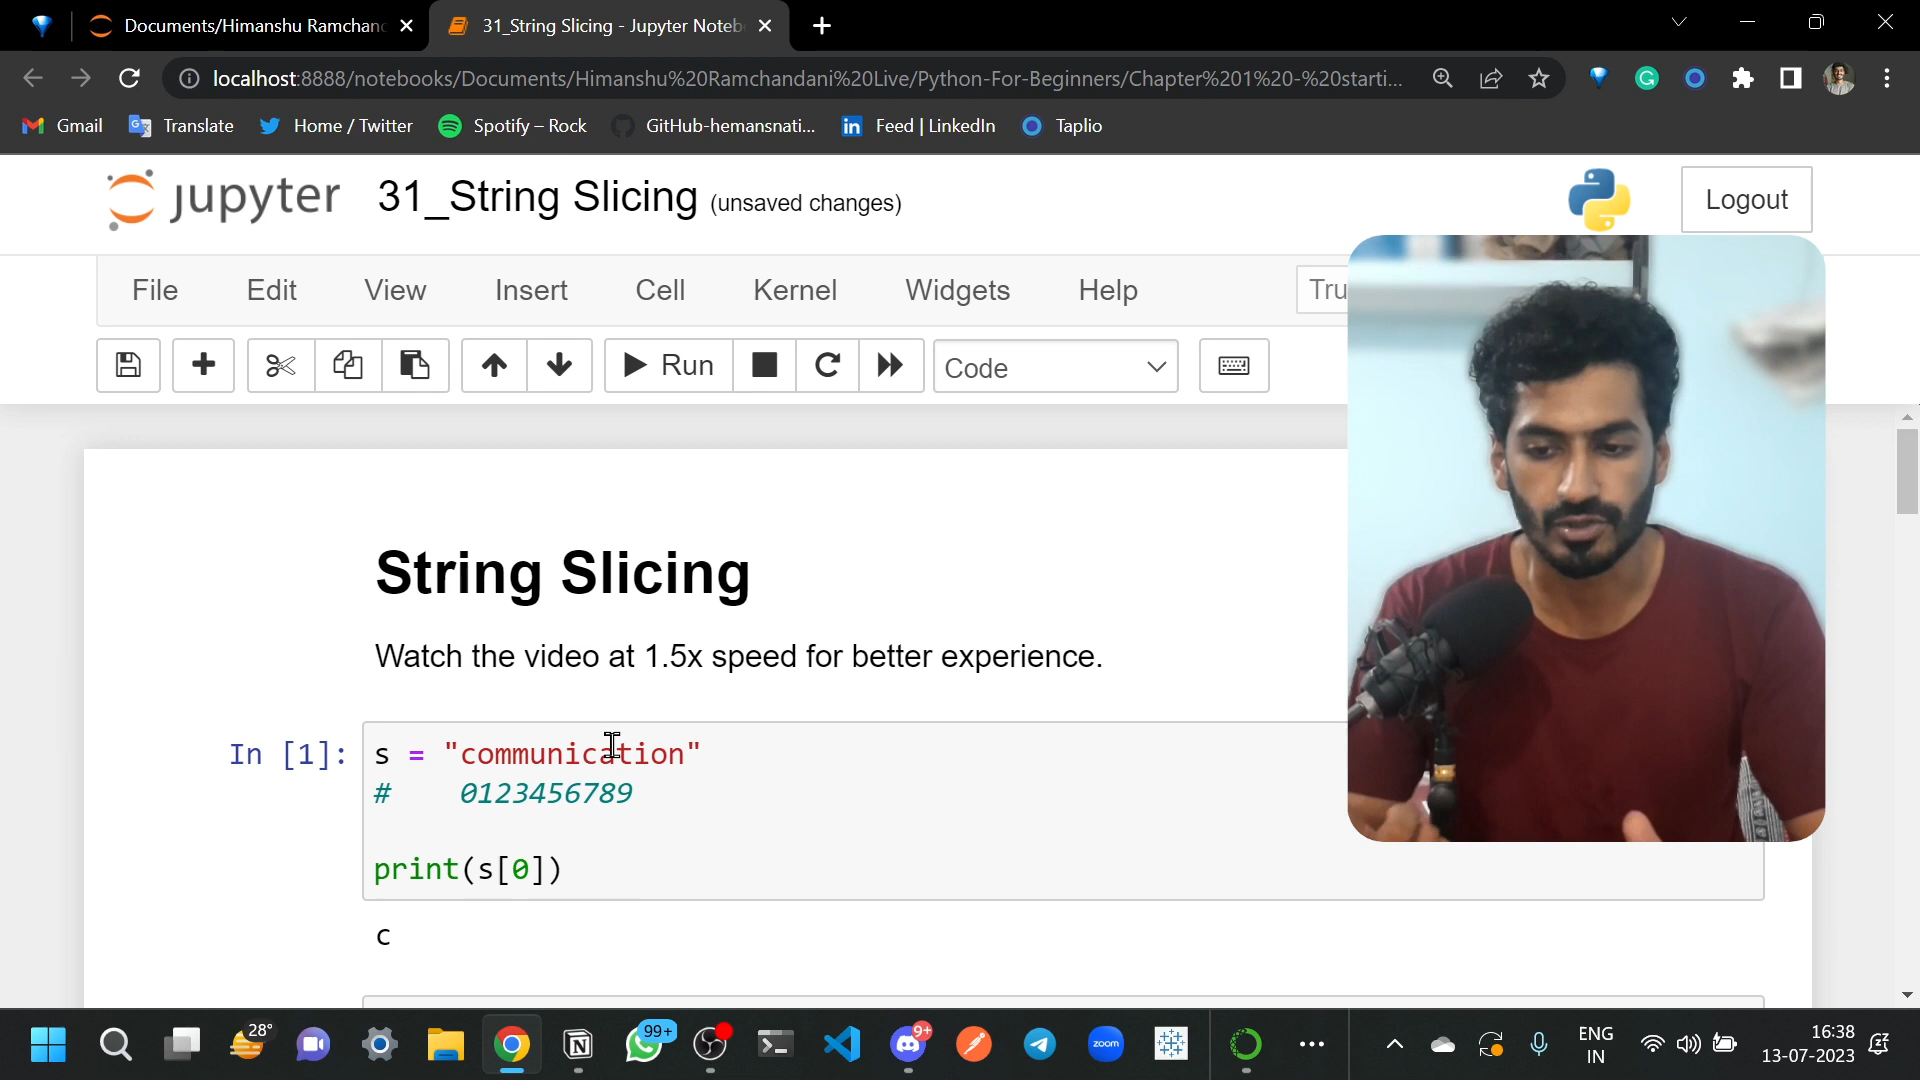 Documents/Himanshu Ramchan
31_String Slicing - Jupyter Noteb
localhost:8888/notebooks/Documents/Himanshu%20Ramchandani%20Live/Python-For-Beginners/Chapter%201%20-%20starti...
Gmail
Translate
Home / Twitter
Spotify – Rock
GitHub-hemansnati...
Feed | LinkedIn
Taplio
jupyter
31_String Slicing (unsaved changes)
Logout
File
Edit
View
Insert
Cell
Kernel
Widgets
Help
Tru
Run
Code
String Slicing
Watch the video at 1.5x speed for better experience.
In [1]:
s = "communication"
# 0123456789
print(s[0])
c
28°
99+
9+
zoom
ENG
IN
16:38
13-07-2023